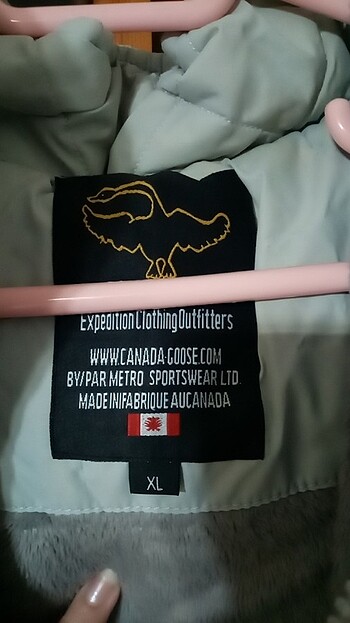 Expedition Clothing Outfitters
WWW.CANADA-GOOSE.COM
BY/PAR METRO SPORTSWEAR LTD.
MADE IN/FABRIQUE AU CANADA
XL